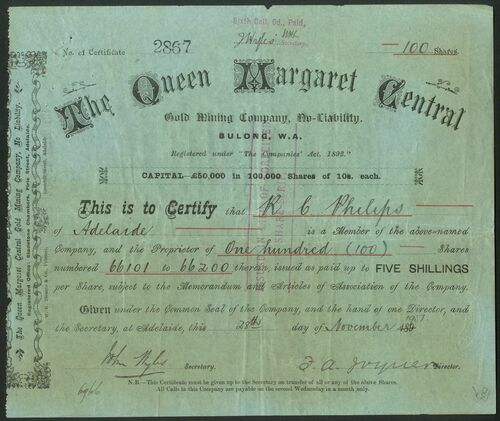 Sixth Call, 6d., Paid,
J Wyles
Secretary.
No. of Certificate 2867
100 Shares.
The Queen Margaret Central
Gold Mining Company, No-Liability.
BULONG, W.A.
Registered under "The Companies' Act, 1892."
CAPITAL £50,000 in 100,000 Shares of 10s. each.
This is to Certify that R. C. Philips
of Adelaide is a Member of the above-named
Company, and the Proprietor of One hundred (100) Shares
numbered 66101 to 66200 therein, issued as paid up to FIVE SHILLINGS
per Share, subject to the Memorandum and Articles of Association of the Company.
Given under the Common Seal of the Company, and the hand of one Director, and
the Secretary, at Adelaide, this 28th day of November 189
John Wyles Secretary.
F. A. Joyner Director.
N.B.—This Certificate must be given up to the Secretary on transfer of all or any of the above Shares.
All Calls in this Company are payable on the second Wednesday in a month only.
The Queen Margaret Central Gold Mining Company, No Liability.